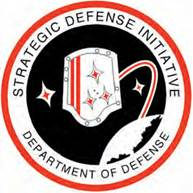 STRATEGIC DEFENSE INITIATIVE
DEPARTMENT OF DEFENSE